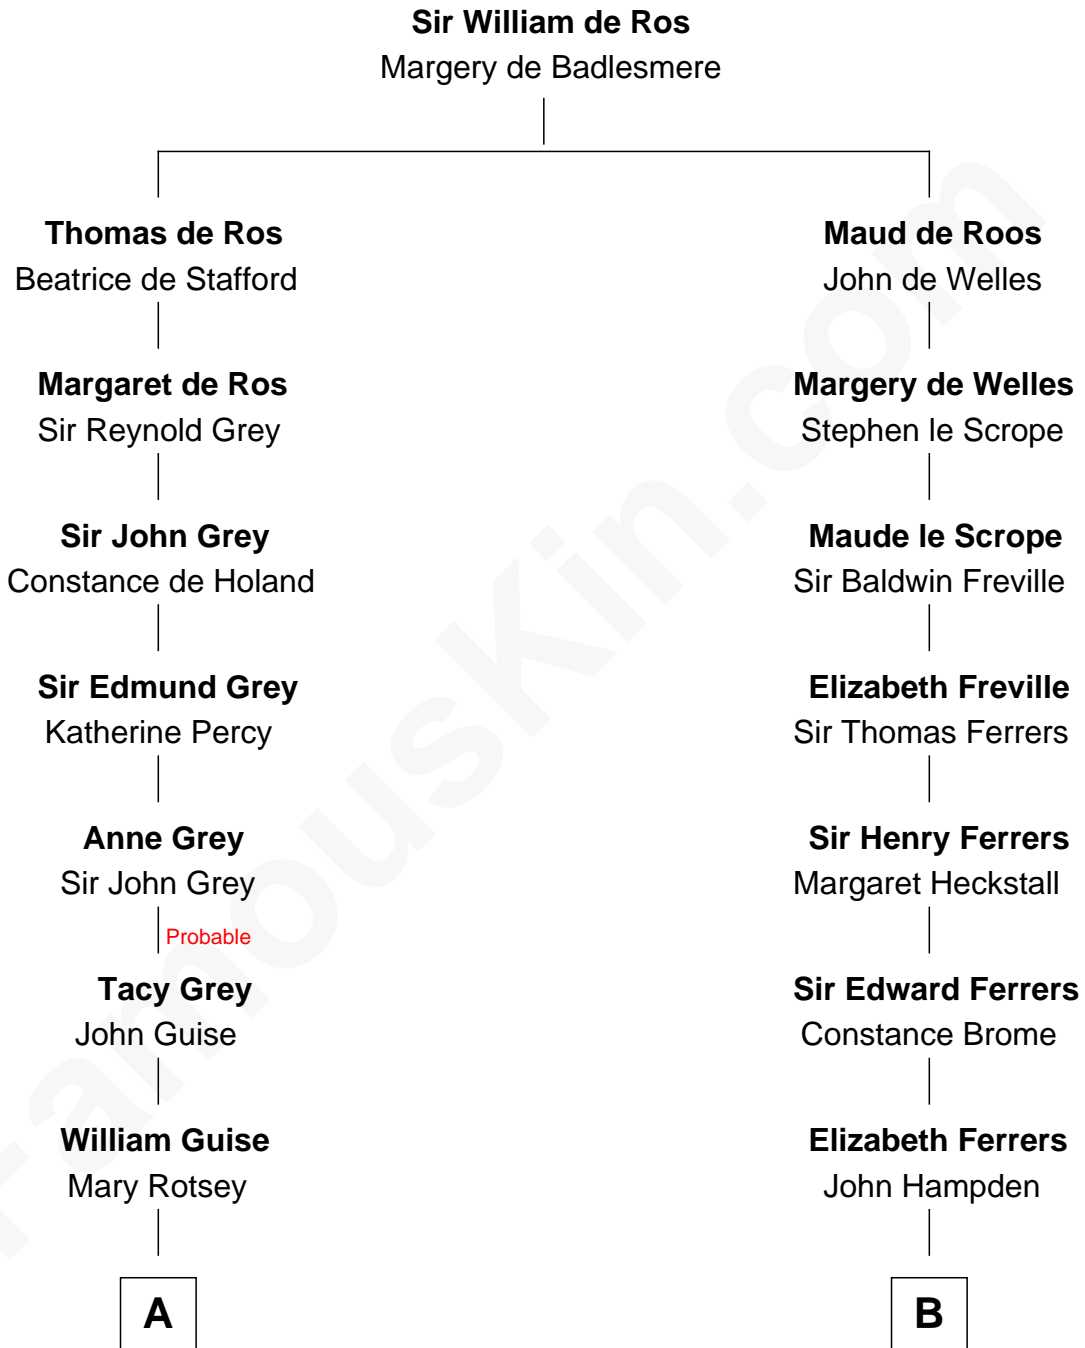 Sir William de Ros
Margery de Badlesmere
Thomas de Ros
Beatrice de Stafford
Maud de Roos
John de Welles
Margaret de Ros
Sir Reynold Grey
Margery de Welles
Stephen le Scrope
Sir John Grey
Constance de Holand
Maude le Scrope
Sir Baldwin Freville
Sir Edmund Grey
Katherine Percy
Elizabeth Freville
Sir Thomas Ferrers
Anne Grey
Sir John Grey
Sir Henry Ferrers
Margaret Heckstall
Probable
Tacy Grey
John Guise
Sir Edward Ferrers
Constance Brome
William Guise
Mary Rotsey
Elizabeth Ferrers
John Hampden
A
B
FamousKin.com